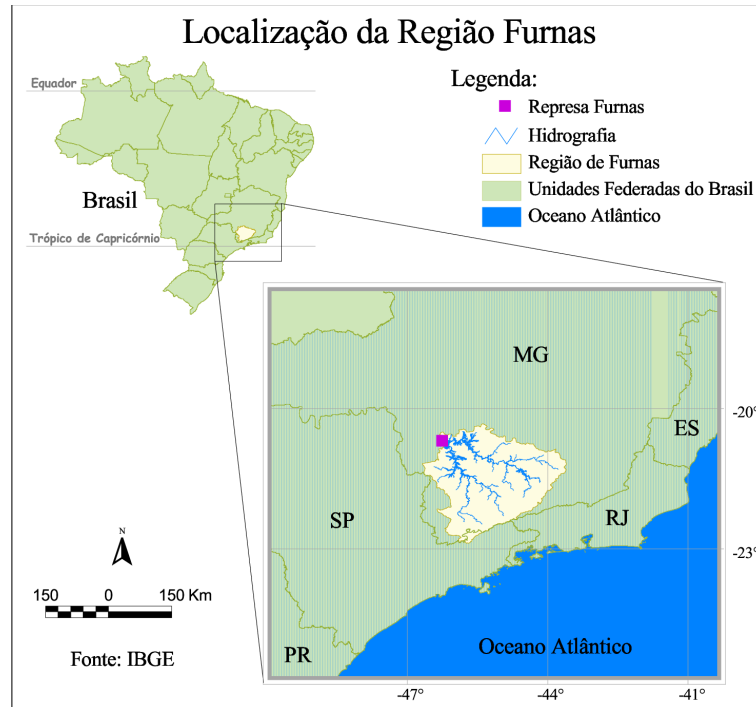 Localização da Região Furnas
Legenda:
Represa Furnas
Hidrografia
Região de Furnas
Unidades Federadas do Brasil
Oceano Atlântico
Equador
Brasil
Trópico de Capricórnio
MG
-20°
ES
SP
RJ
-23°
N
150 0 150 Km
Oceano Atlântico
PR
Fonte: IBGE
-47° -44° -41°